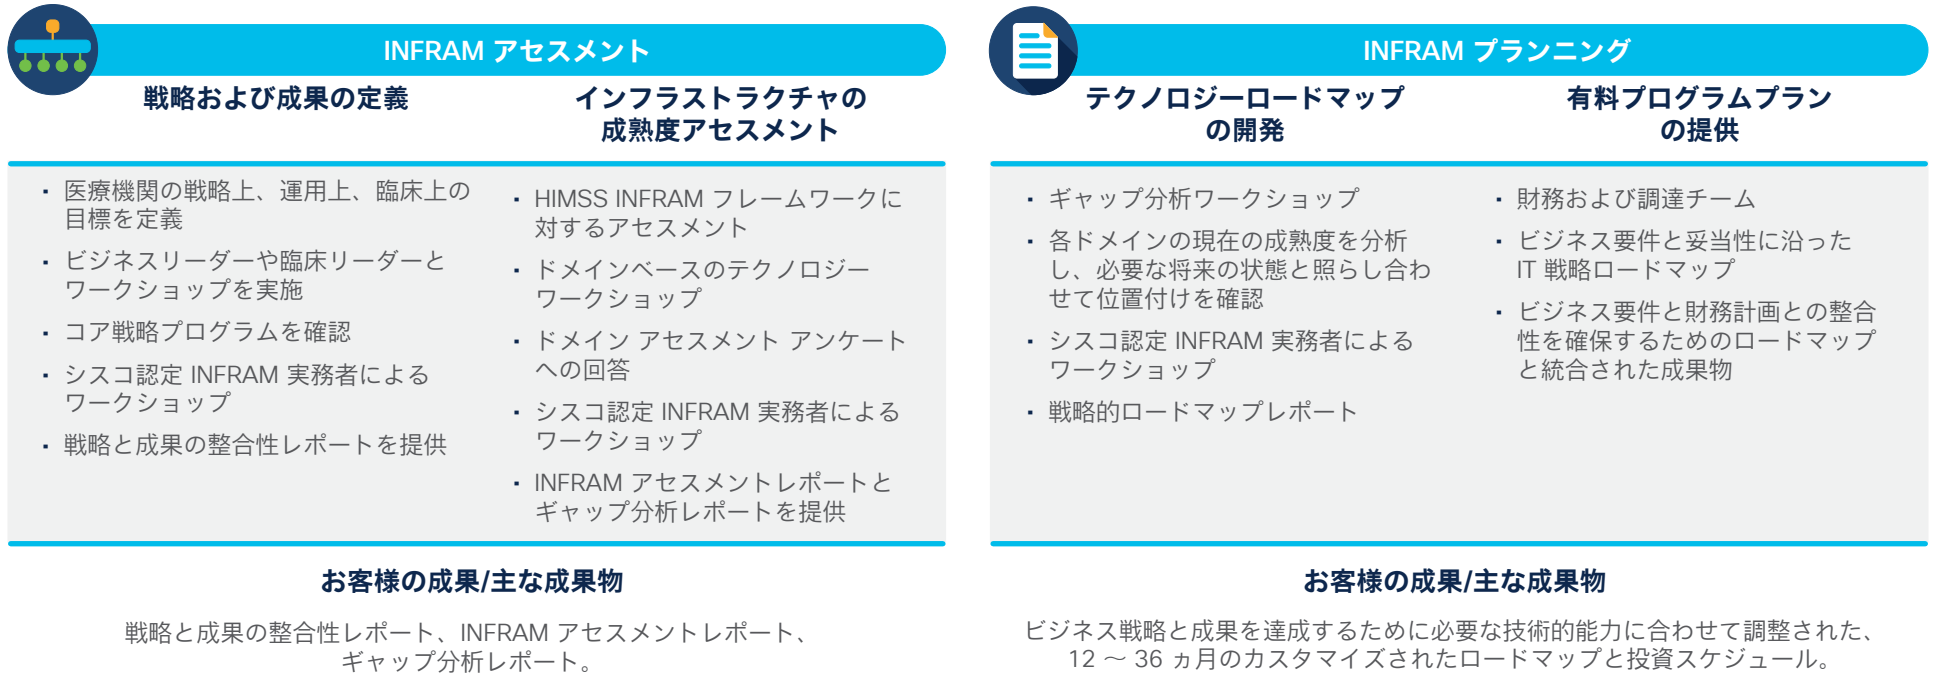 INFRAM アセスメント
戦略および成果の定義
インフラストラクチャの
成熟度アセスメント
・ 医療機関の戦略上、運用上、臨床上の
目標を定義
・ ビジネスリーダーや臨床リーダーと
ワークショップを実施
・ コア戦略プログラムを確認
・ シスコ認定 INFRAM 実務者による
ワークショップ
・ 戦略と成果の整合性レポートを提供
・ HIMSS INFRAM フレームワークに
対するアセスメント
・ ドメインベースのテクノロジー
ワークショップ
・ ドメイン アセスメント アンケート
への回答
・ シスコ認定 INFRAM 実務者による
ワークショップ
・ INFRAM アセスメントレポートと
ギャップ分析レポートを提供
お客様の成果/主な成果物
戦略と成果の整合性レポート、INFRAM アセスメントレポート、
ギャップ分析レポート。
INFRAM プランニング
テクノロジーロードマップ
の開発
有料プログラムプラン
の提供
・ ギャップ分析ワークショップ
・ 各ドメインの現在の成熟度を分析
し、必要な将来の状態と照らし合わ
せて位置付けを確認
・ シスコ認定 INFRAM 実務者による
ワークショップ
・ 戦略的ロードマップレポート
・ 財務および調達チーム
・ ビジネス要件と妥当性に沿った
IT 戦略ロードマップ
・ ビジネス要件と財務計画との整合
性を確保するためのロードマップ
と統合された成果物
お客様の成果/主な成果物
ビジネス戦略と成果を達成するために必要な技術的能力に合わせて調整された、
12 ～ 36 ヵ月のカスタマイズされたロードマップと投資スケジュール。